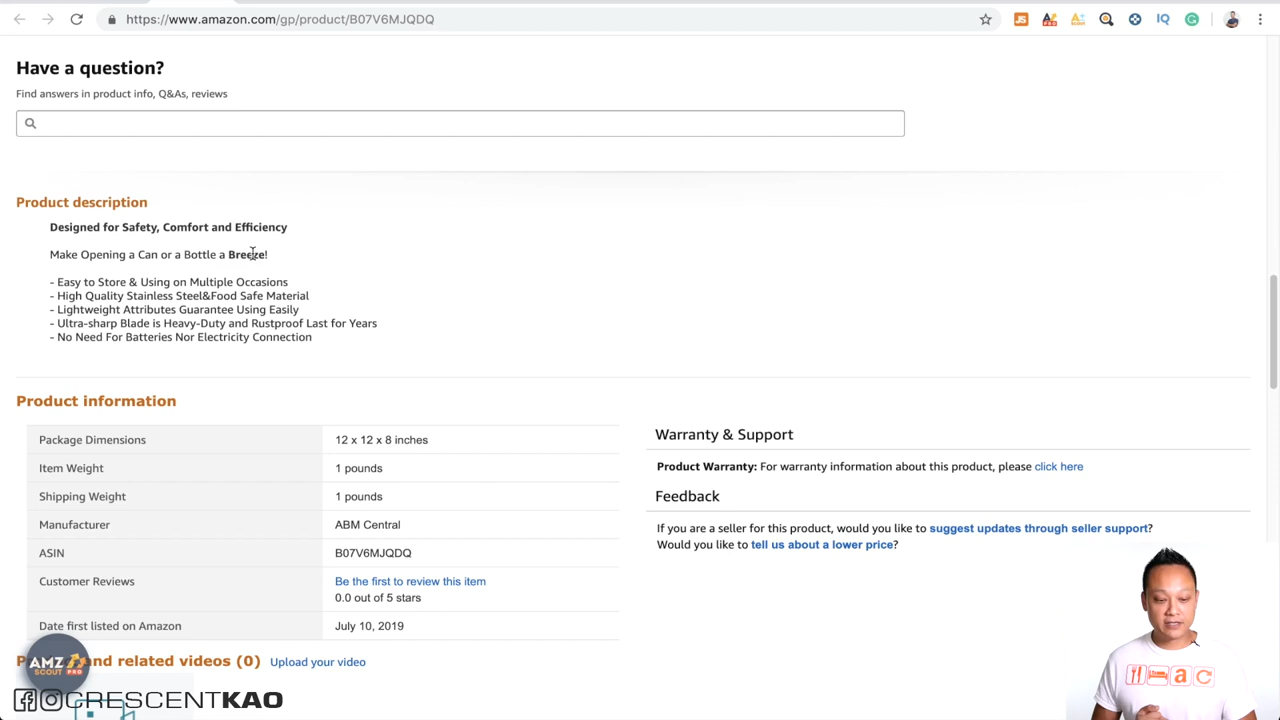 https://www.amazon.com/gp/product/B07V6MJQDQ
Have a question?
Find answers in product info, Q&As, reviews
Product description
Designed for Safety, Comfort and Efficiency
Make Opening a Can or a Bottle a Breeze!
- Easy to Store & Using on Multiple Occasions
- High Quality Stainless Steel&Food Safe Material
- Lightweight Attributes Guarantee Using Easily
- Ultra-sharp Blade is Heavy-Duty and Rustproof Last for Years
- No Need For Batteries Nor Electricity Connection
Product information
Package Dimensions 12 x 12 x 8 inches
Item Weight 1 pounds
Shipping Weight 1 pounds
Manufacturer ABM Central
ASIN B07V6MJQDQ
Customer Reviews Be the first to review this item
0.0 out of 5 stars
Date first listed on Amazon July 10, 2019
Warranty & Support
Product Warranty: For warranty information about this product, please click here
Feedback
If you are a seller for this product, would you like to suggest updates through seller support?
Would you like to tell us about a lower price?
and related videos (0) Upload your video
AMZ
SCOUT PRO
CRESCENTKAO